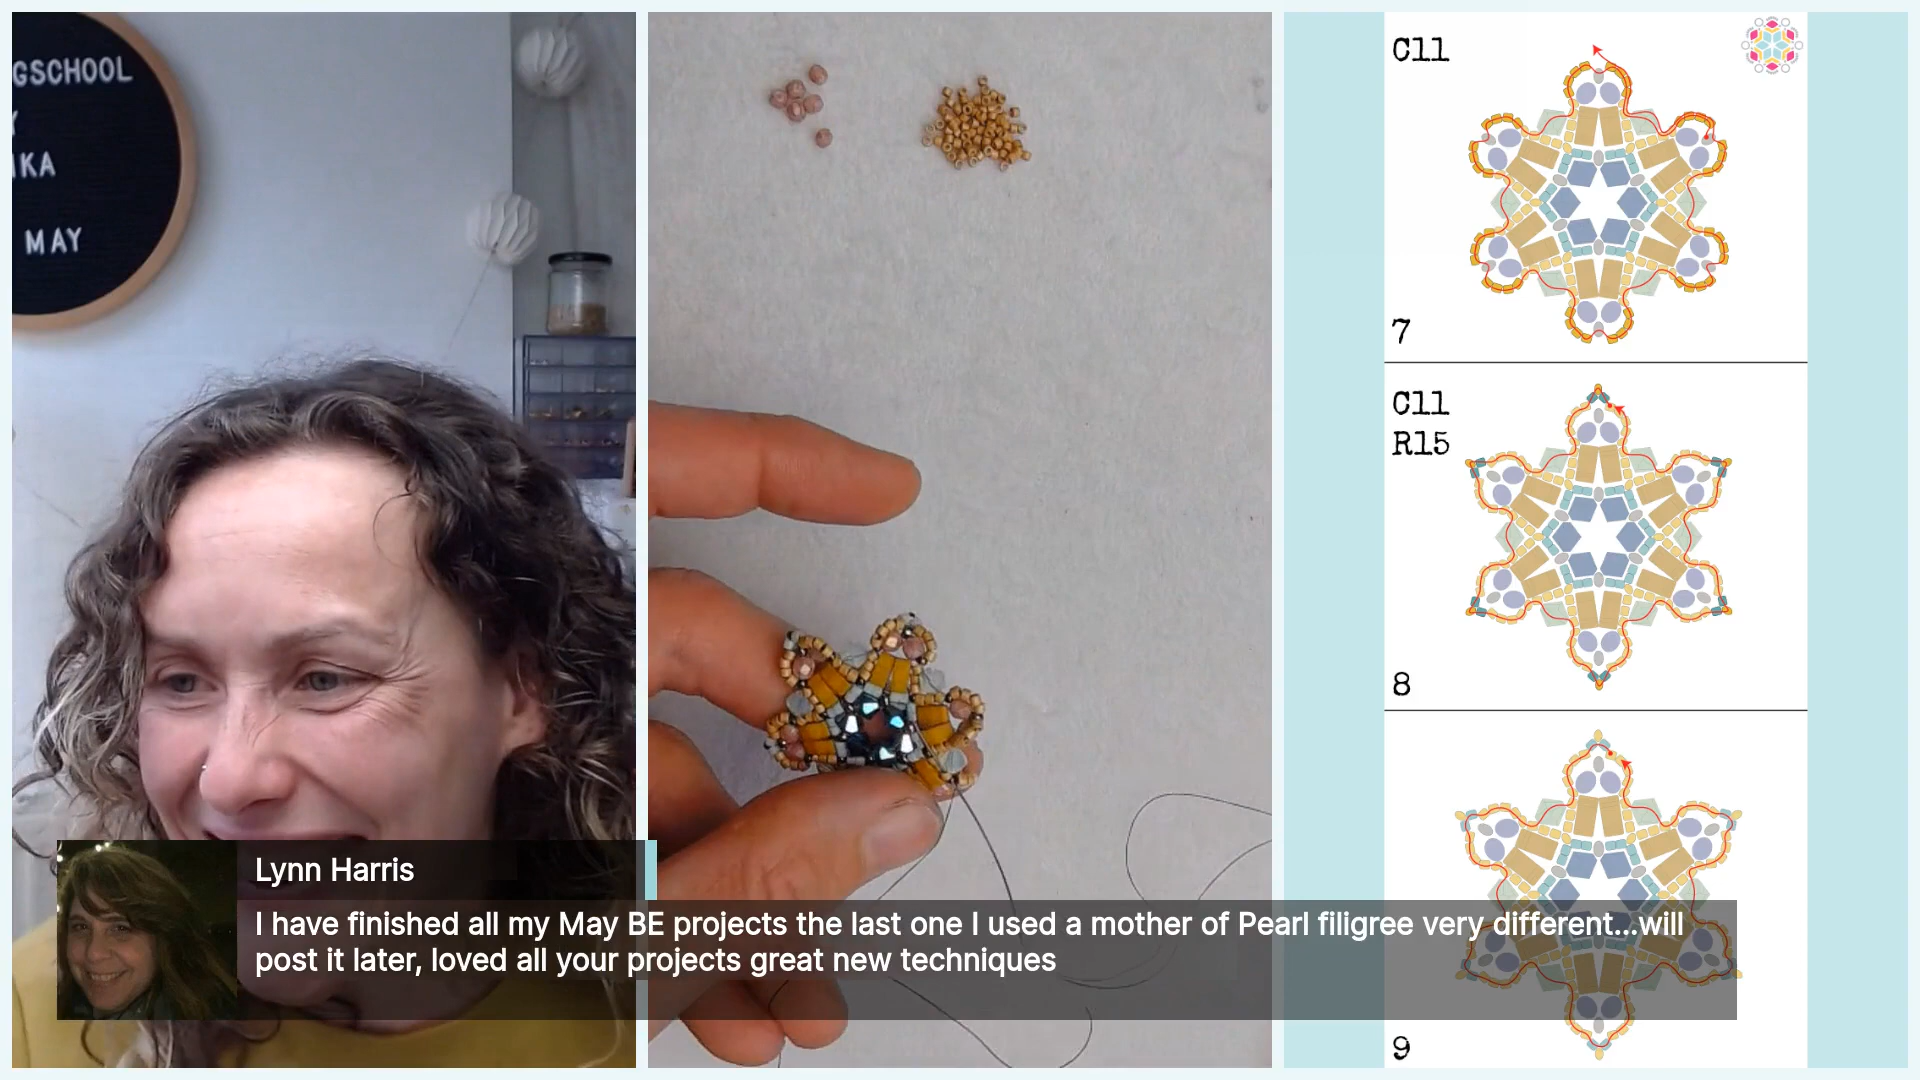 GSCHOOL
Y
IKA
MAY
C11
7
C11
R15
8
9
Lynn Harris
I have finished all my May BE projects the last one I used a mother of Pearl filigree very different...will
post it later, loved all your projects great new techniques